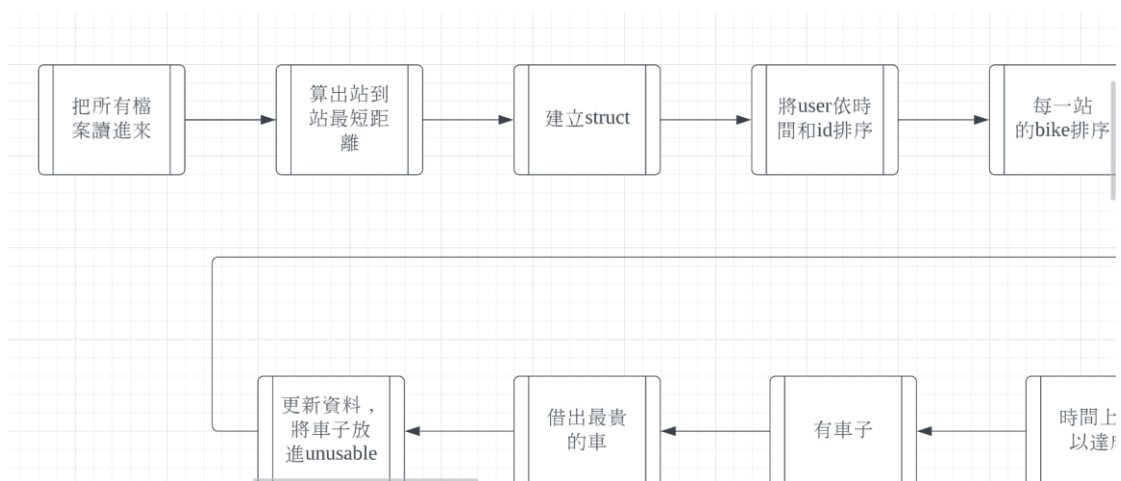 把所有檔
案讀進來
算出站到
站最短距
離
建立struct
將user依時
間和id排序
每一站
的bike排序
更新資料，
將車子放
進unusable
借出最貴
的車
有車子
時間上
以達